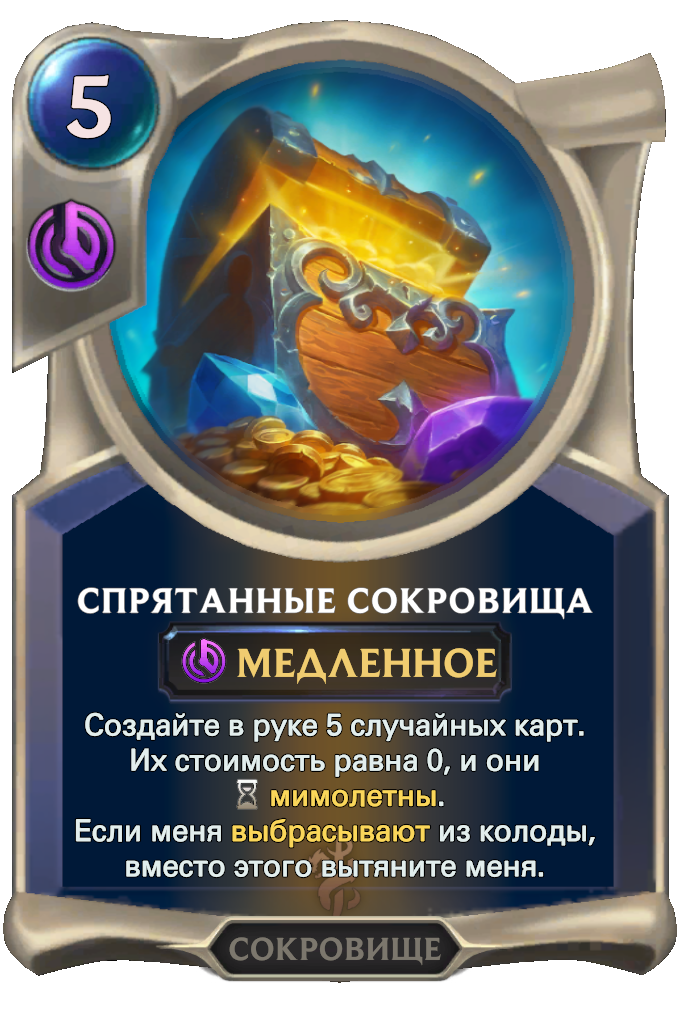 5
СПРЯТАННЫЕ СОКРОВИЩА
МЕДЛЕННОЕ
Создайте в руке 5 случайных карт.
Их стоимость равна 0, и они
мимолетны.
Если меня выбрасывают из колоды,
вместо этого вытяните меня.
СОКРОВИЩЕ